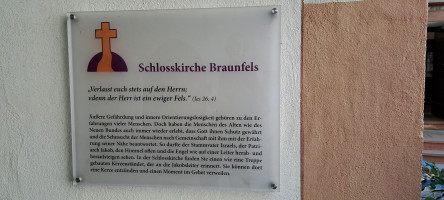 Schlosskirche Braunfels
„Verlasst euch stets auf den Herrn;
denn der Herr ist ein ewiger Fels.“ (Jes 26, 4)
Äußere Gefährdung und innere Orientierungslosigkeit gehören zu den Er-
fahrungen vieler Menschen. Doch haben die Menschen des Alten wie des
Neuen Bundes auch immer wieder erlebt, dass Gott ihnen Schutz gewährt
und die Sehnsucht der Menschen nach Gemeinschaft mit ihm mit der Erfah-
rung seiner Nähe beantwortet. So durfte der Stammvater Israels, der Patri-
arch Jakob, den Himmel offen und die Engel wie auf einer Leiter herab- und
heraufsteigen sehen. In der Schlosskirche finden Sie einen wie eine Treppe
gebauten Kerzenständer, der an die Jakobsleiter erinnert. Sie können dort
eine Kerze entzünden und einen Moment im Gebet verweilen.